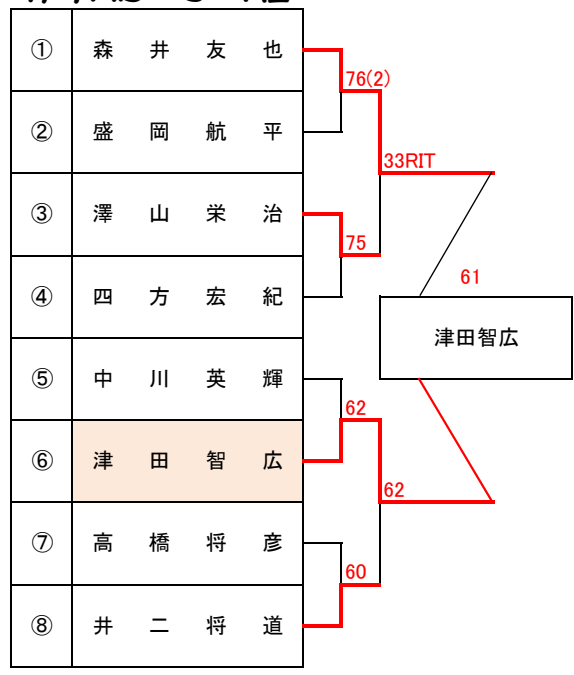 ① 森井友也
② 盛岡航平
③ 澤山栄治
④ 四方宏紀
⑤ 中川英輝
⑥ 津田智広
⑦ 高橋将彦
⑧ 井二将道
76(2)
75
62
60
33RIT
62
61
津田智広